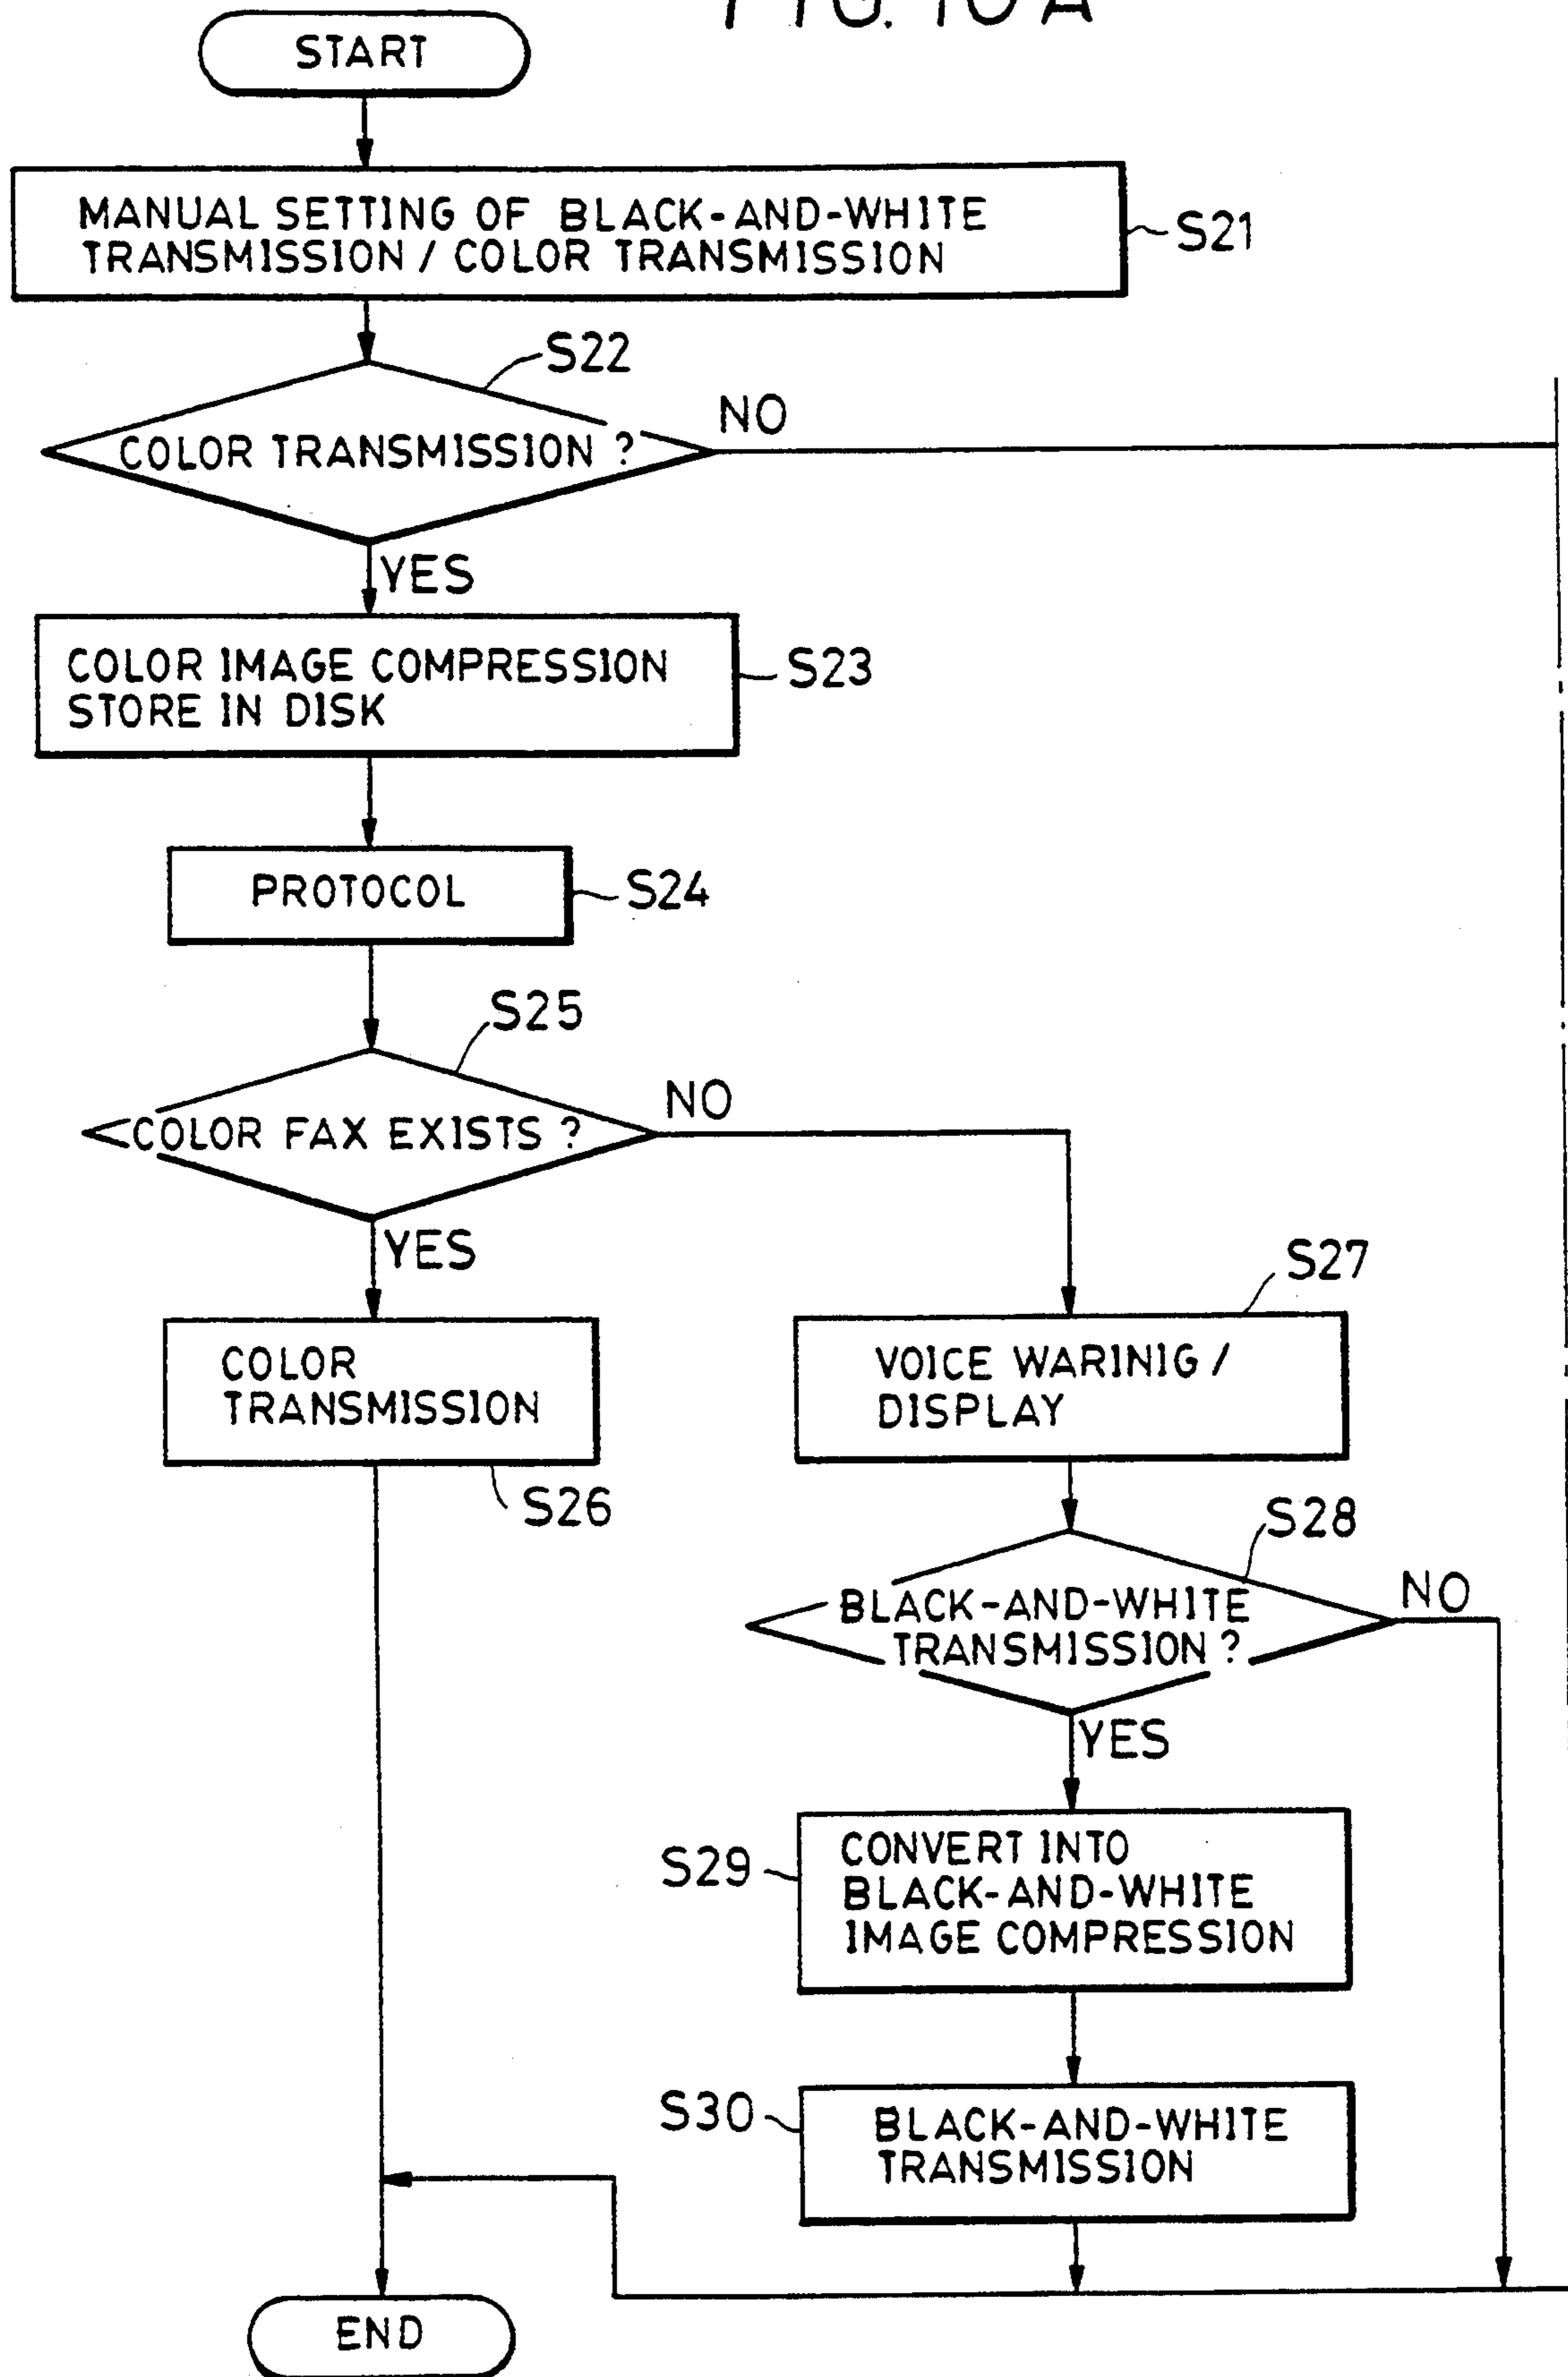 FIG. 10A
START
MANUAL SETTING OF BLACK-AND-WHITE
TRANSMISSION / COLOR TRANSMISSION
S21
S22
COLOR TRANSMISSION ?
NO
YES
COLOR IMAGE COMPRESSION
STORE IN DISK
S23
PROTOCOL
S24
S25
COLOR FAX EXISTS ?
NO
YES
COLOR
TRANSMISSION
S26
S27
VOICE WARINIG /
DISPLAY
S28
BLACK-AND-WHITE
TRANSMISSION ?
NO
YES
S29
CONVERT INTO
BLACK-AND-WHITE
IMAGE COMPRESSION
S30
BLACK-AND-WHITE
TRANSMISSION
END